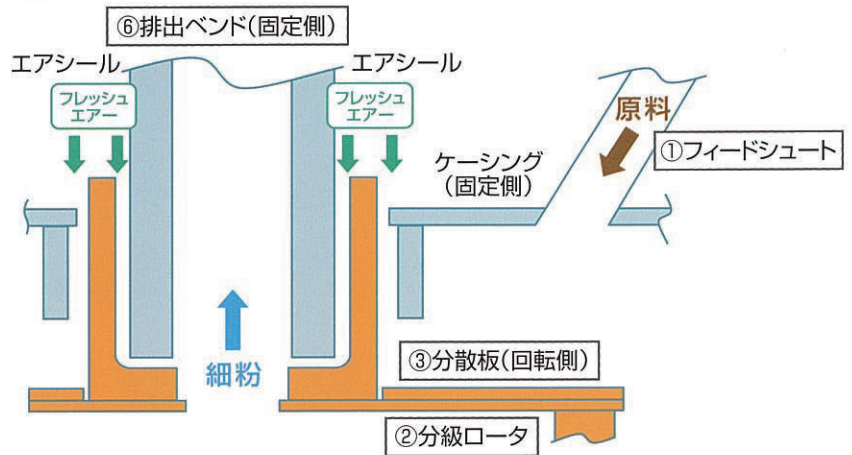 ⑥排出ベンド(固定側)
エアシール
エアシール
フレッシュ
エアー
フレッシュ
エアー
原料
①フィードシュート
ケーシング
(固定側)
③分散板(回転側)
細粉
②分級ロータ